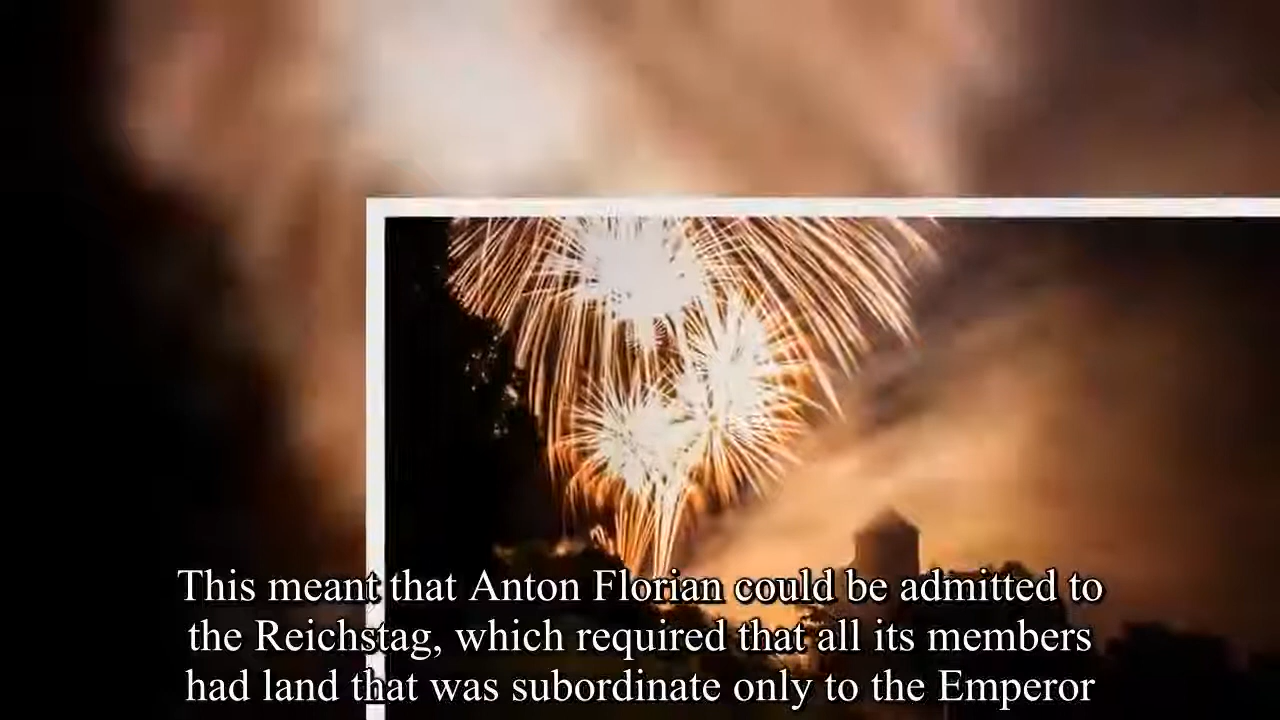 This meant that Anton Florian could be admitted to
the Reichstag, which required that all its members
had land that was subordinate only to the Emperor